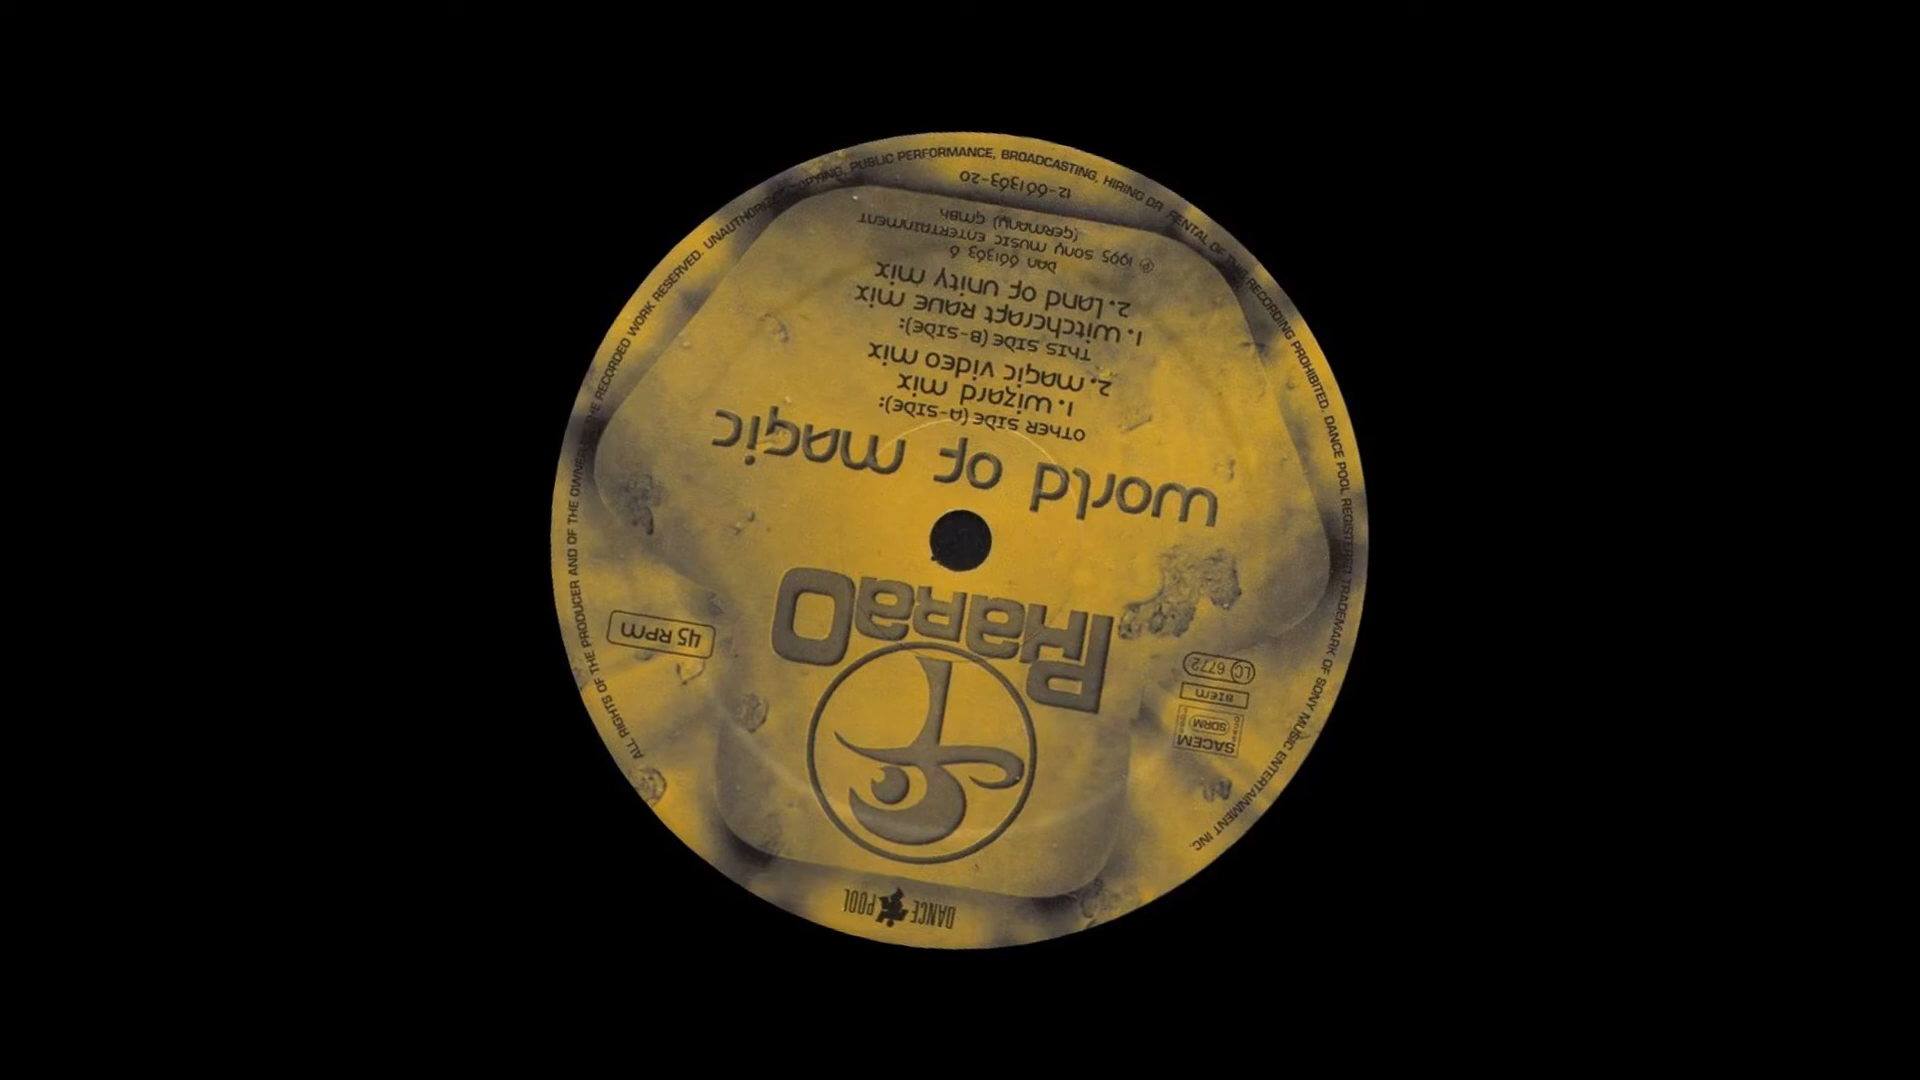 DANCE POOL
PharaO
45 RPM
LC 6772
BIEM
SACEM
SDRM
world of magic
OTHER SIDE (A-SIDE):
1. wizard mix
2. magic video mix
THIS SIDE (B-SIDE):
1. witchcraft rave mix
2. land of unity mix
DAN 661363 6
℗ 1995 SONY MUSIC ENTERTAINMENT
(GERMANY) GMBH
12-661363-20
ALL RIGHTS OF THE PRODUCER AND OF THE OWNER OF THE RECORDED WORK RESERVED. UNAUTHORIZED COPYING, PUBLIC PERFORMANCE, BROADCASTING, HIRING OR RENTAL OF THIS RECORDING PROHIBITED. DANCE POOL REGISTERED TRADEMARK OF SONY MUSIC ENTERTAINMENT INC.